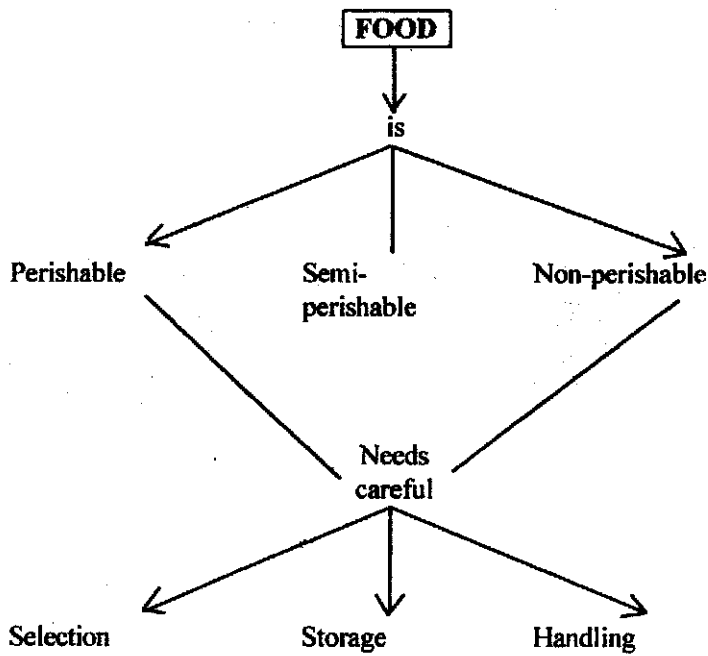 FOOD
is
Perishable
Semi-
perishable
Non-perishable
Needs
careful
Selection
Storage
Handling